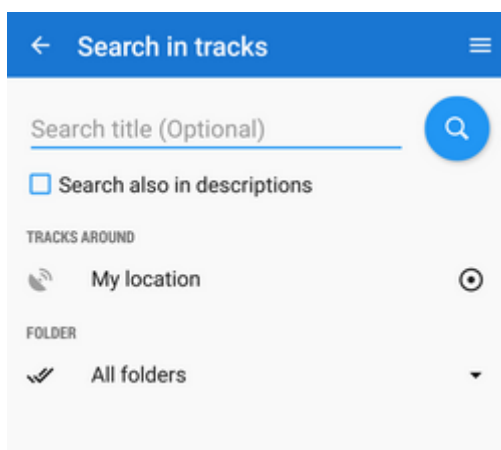 Search in tracks
Search title (Optional)
Search also in descriptions
TRACKS AROUND
My location
FOLDER
All folders